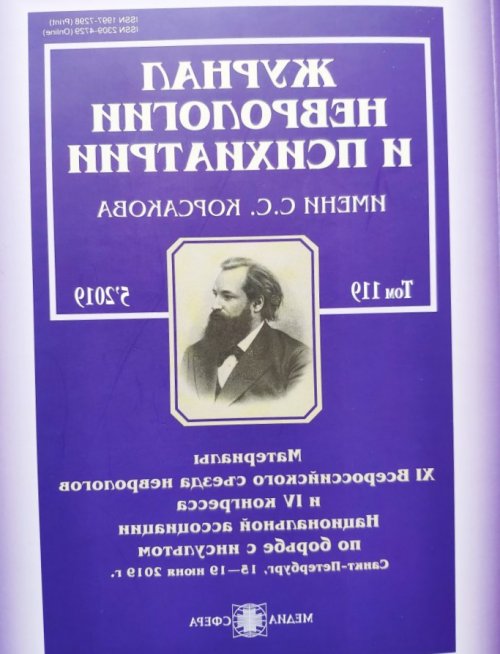 ISSN 1997-7298 (Print)
ISSN 2309-4729 (Online)
ЖУРНАЛ
НЕВРОЛОГИИ
И ПСИХИАТРИИ
ИМЕНИ С.С. КОРСАКОВА
Том 119 5'2019
Материалы
XI Всероссийского съезда неврологов
и IV конгресса
Национальной ассоциации
по борьбе с инсультом
Санкт-Петербург, 15—19 июня 2019 г.
МЕДИА СФЕРА